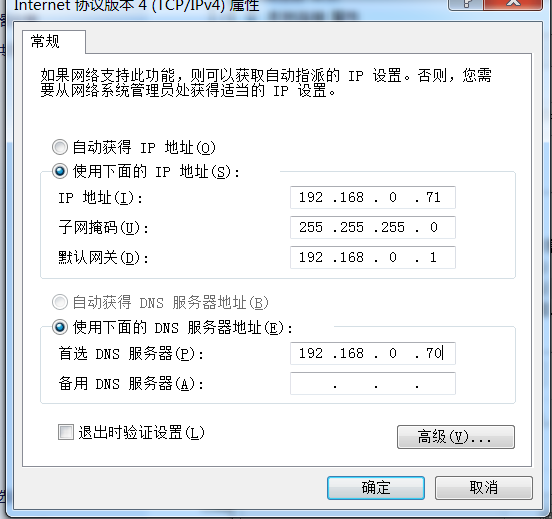 Internet 协议版本 4 (TCP/IPv4) 属性
常规
如果网络支持此功能，则可以获取自动指派的 IP 设置。否则，您需
要从网络系统管理员处获得适当的 IP 设置。
自动获得 IP 地址(O)
使用下面的 IP 地址(S):
IP 地址(I): 192 .168 . 0 . 71
子网掩码(U): 255 .255 .255 . 0
默认网关(D): 192 .168 . 0 . 1
自动获得 DNS 服务器地址(B)
使用下面的 DNS 服务器地址(E):
首选 DNS 服务器(P): 192 .168 . 0 . 70
备用 DNS 服务器(A): . . .
退出时验证设置(L)
高级(V)...
确定 取消